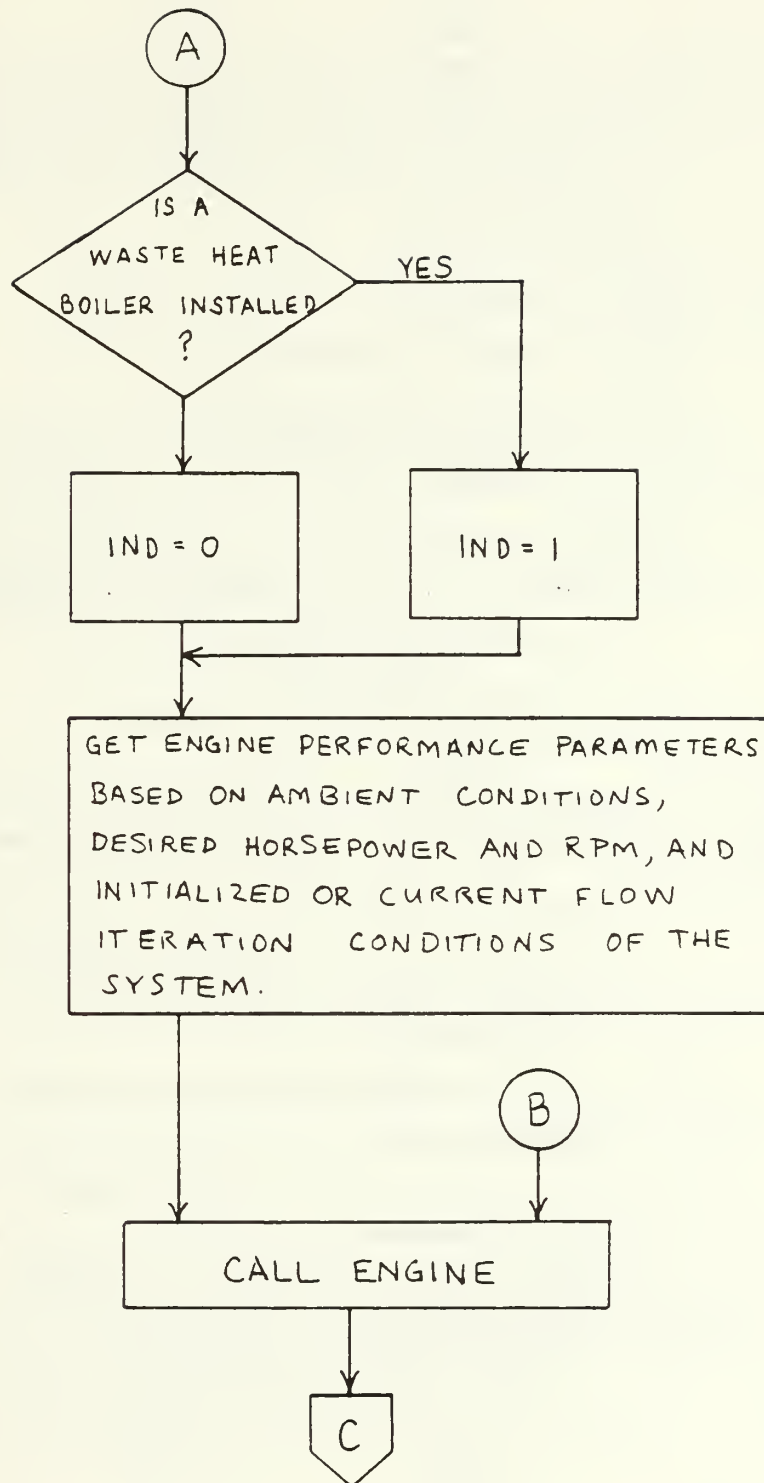 A
IS A
WASTE HEAT
BOILER INSTALLED
?
YES
IND = 0
IND = 1
GET ENGINE PERFORMANCE PARAMETERS
BASED ON AMBIENT CONDITIONS,
DESIRED HORSEPOWER AND RPM, AND
INITIALIZED OR CURRENT FLOW
ITERATION CONDITIONS OF THE
SYSTEM.
B
CALL ENGINE
C